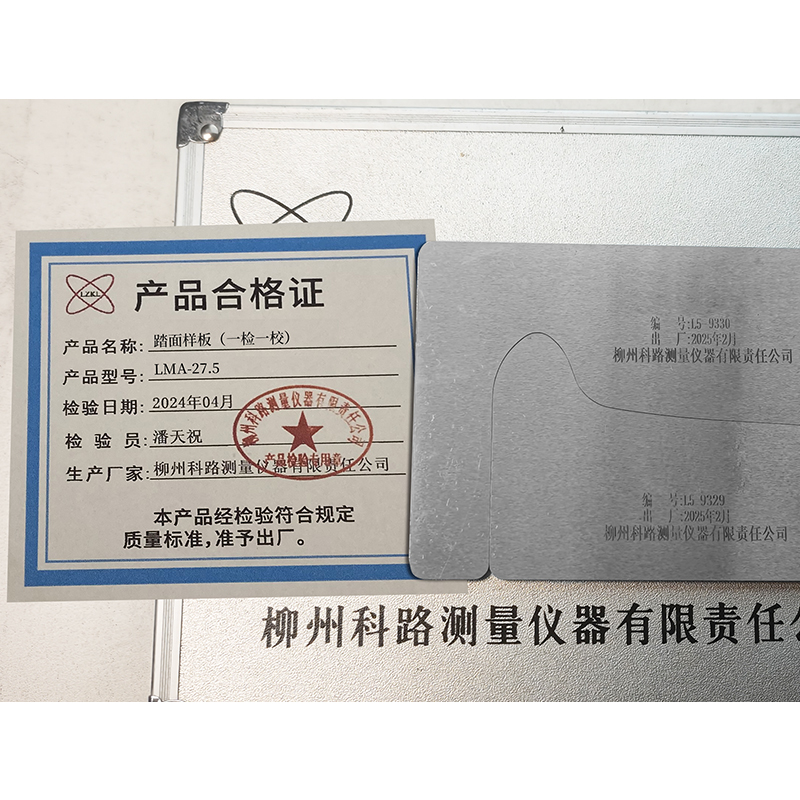 LZKL
产品合格证
产品名称: 踏面样板（一检一校）
产品型号: LMA-27.5
检验日期: 2024年04月
检 验 员: 潘天祝
生产厂家: 柳州科路测量仪器有限责任公司
柳州科路测量仪器有限责任公司
产品检验专用章
本产品经检验符合规定
质量标准,准予出厂。
编 号:L5-9330
出 厂:2025年2月
柳州科路测量仪器有限责任公司
编 号:L5-9329
出 厂:2025年2月
柳州科路测量仪器有限责任公司
柳州科路测量仪器有限责任公